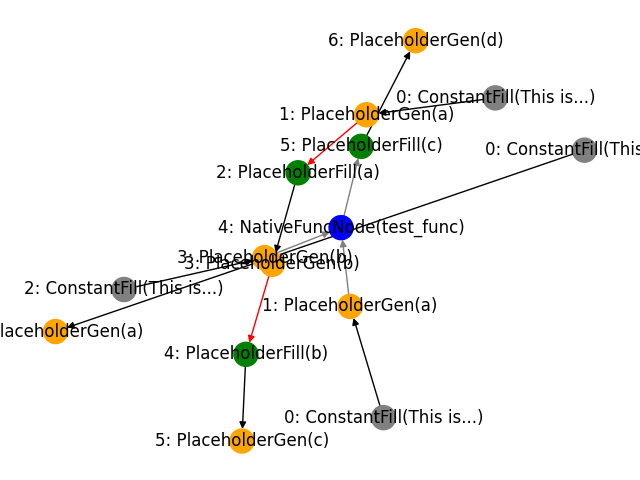 6: PlaceholderGen(d)
0: ConstantFill(This is...)
1: PlaceholderGen(a)
5: PlaceholderFill(c)
0: ConstantFill(This
2: PlaceholderFill(a)
4: NativeFuncNode(test_func)
3: PlaceholderGen(b)
3: PlaceholderGen(b)
2: ConstantFill(This is...)
1: PlaceholderGen(a)
laceholderGen(a)
4: PlaceholderFill(b)
0: ConstantFill(This is...)
5: PlaceholderGen(c)